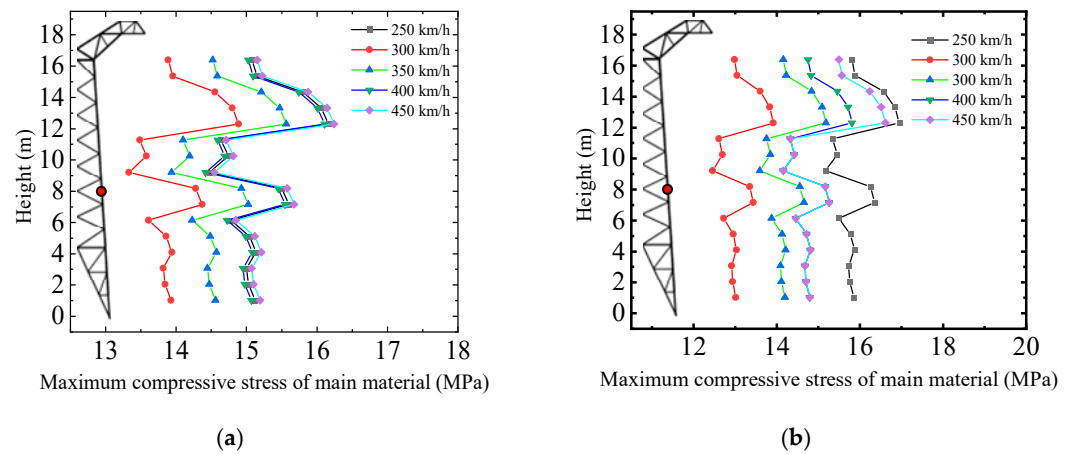 18
16
14
12
10
8
6
4
2
0
Height (m)
250 km/h
300 km/h
350 km/h
400 km/h
450 km/h
13 14 15 16 17 18
Maximum compressive stress of main material (MPa)
(a)
18
16
14
12
10
8
6
4
2
0
Height (m)
250 km/h
300 km/h
300 km/h
400 km/h
450 km/h
12 14 16 18 20
Maximum compressive stress of main material (MPa)
(b)